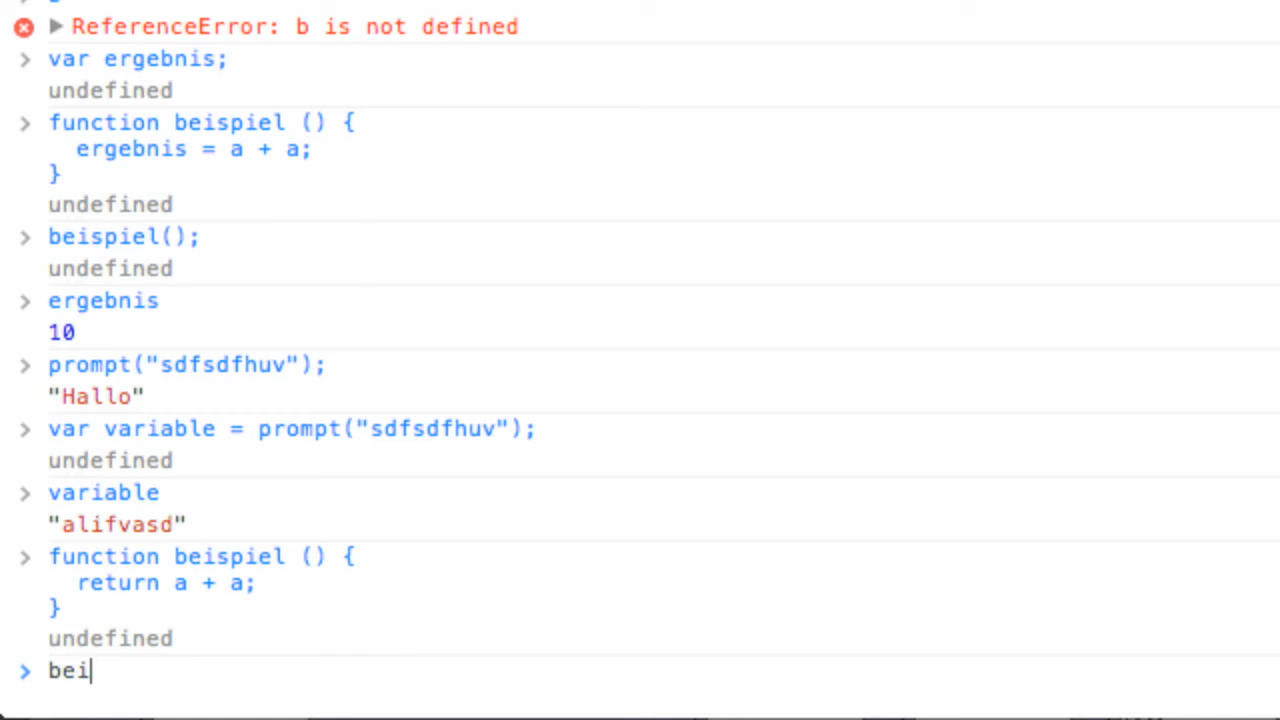 ReferenceError: b is not defined
> var ergebnis;
undefined
> function beispiel () {
ergebnis = a + a;
}
undefined
> beispiel();
undefined
> ergebnis
10
> prompt("sdfsdfhuv");
"Hallo"
> var variable = prompt("sdfsdfhuv");
undefined
> variable
"alifvasd"
> function beispiel () {
return a + a;
}
undefined
> bei